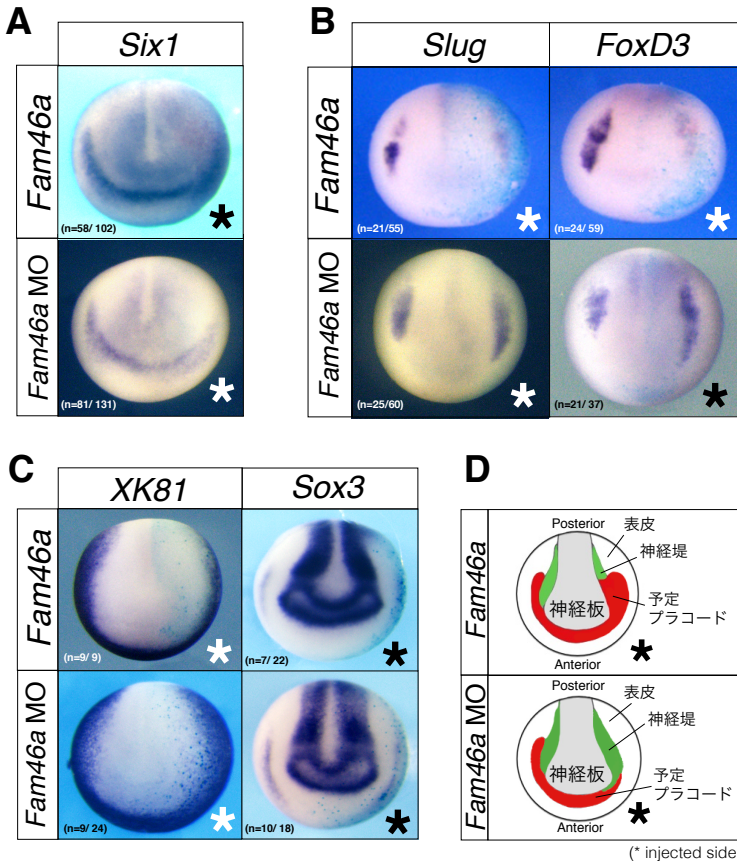 A
Six1
Fam46a
(n=58/ 102)
*
Fam46a MO
(n=81/ 131)
*
B
Slug
FoxD3
Fam46a
(n=21/55)
*
(n=24/ 59)
*
Fam46a MO
(n=25/60)
*
(n=21/ 37)
*
C
XK81
Sox3
Fam46a
(n=9/ 9)
*
(n=7/ 22)
*
Fam46a MO
(n=9/ 24)
*
(n=10/ 18)
*
D
Fam46a
Posterior
表皮
神経堤
予定
プラコード
神経板
Anterior
*
Fam46a MO
Posterior
表皮
神経堤
神経板
予定
プラコード
Anterior
*
(* injected side